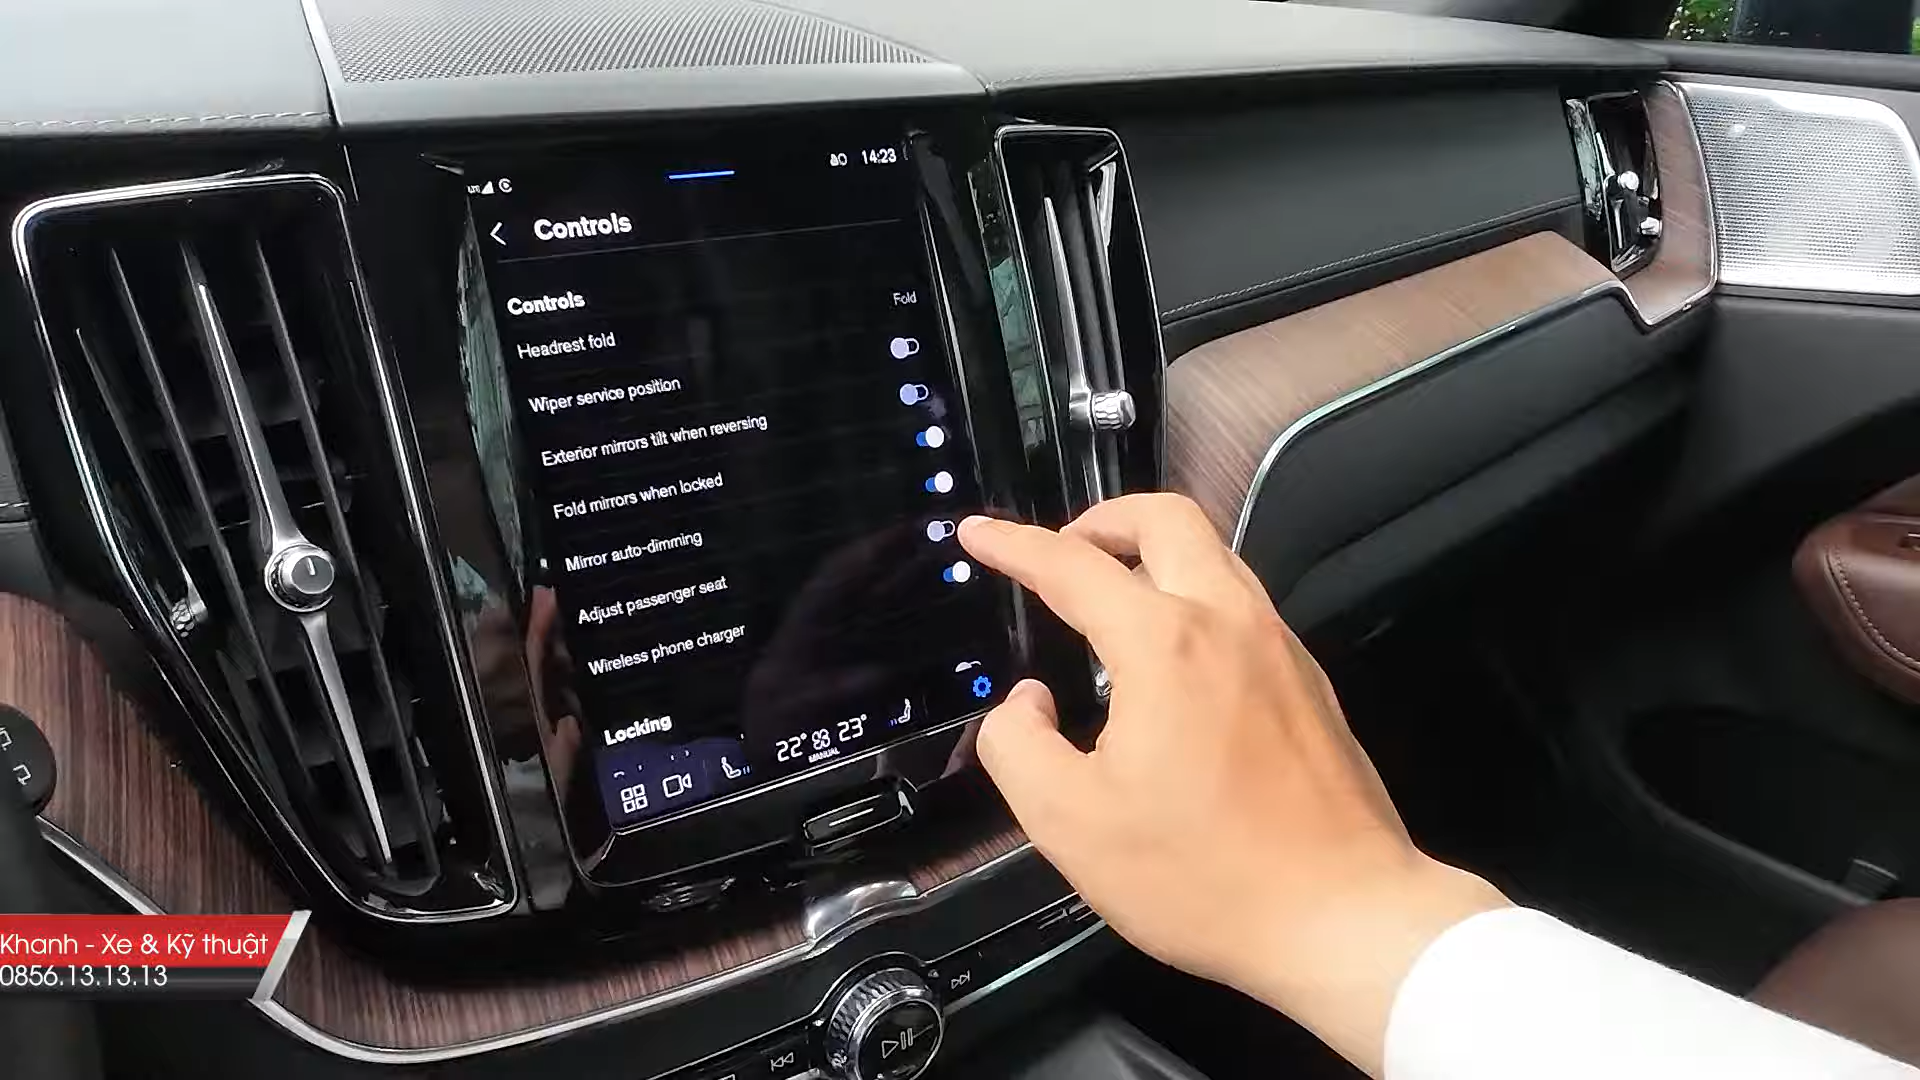 14:23
Controls
Controls
Headrest fold
Fold
Wiper service position
Exterior mirrors tilt when reversing
Fold mirrors when locked
Mirror auto-dimming
Adjust passenger seat
Wireless phone charger
Locking
22° 23°
MANUAL
Khanh - Xe & Kỹ thuật
0856.13.13.13